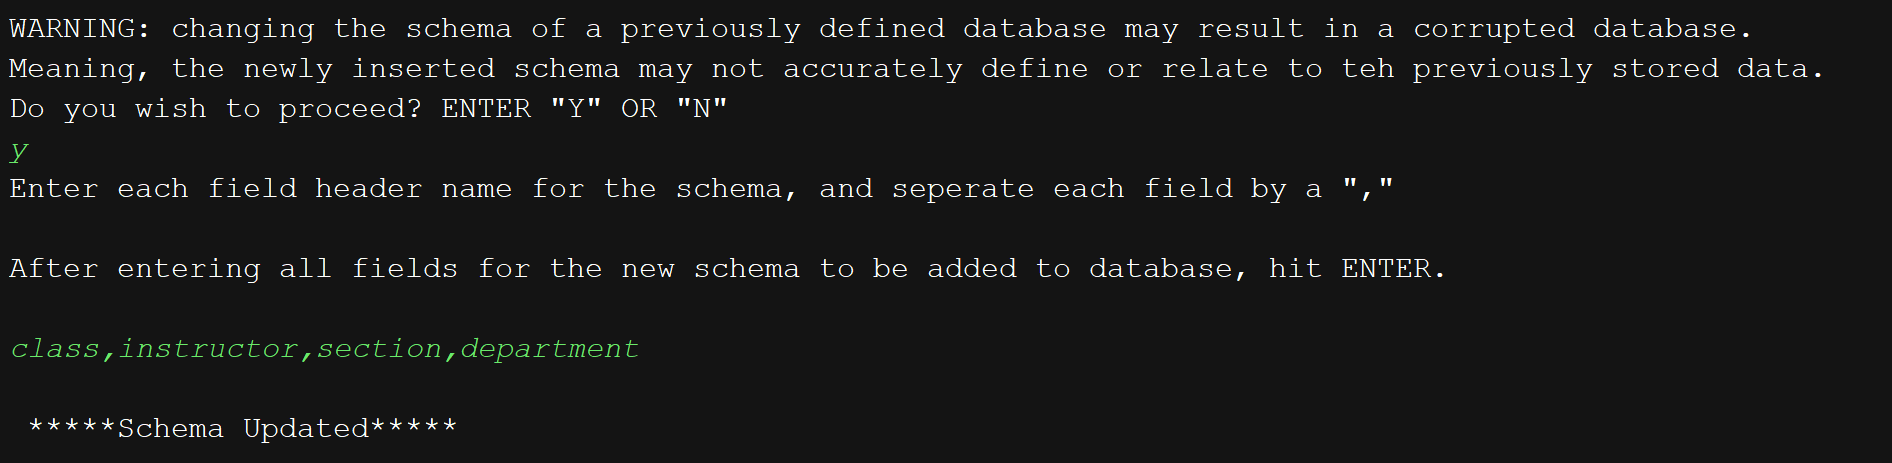 WARNING: changing the schema of a previously defined database may result in a corrupted database.
Meaning, the newly inserted schema may not accurately define or relate to teh previously stored data.
Do you wish to proceed? ENTER "Y" OR "N"
y
Enter each field header name for the schema, and seperate each field by a ","
After entering all fields for the new schema to be added to database, hit ENTER.
class,instructor,section,department
*****Schema Updated*****